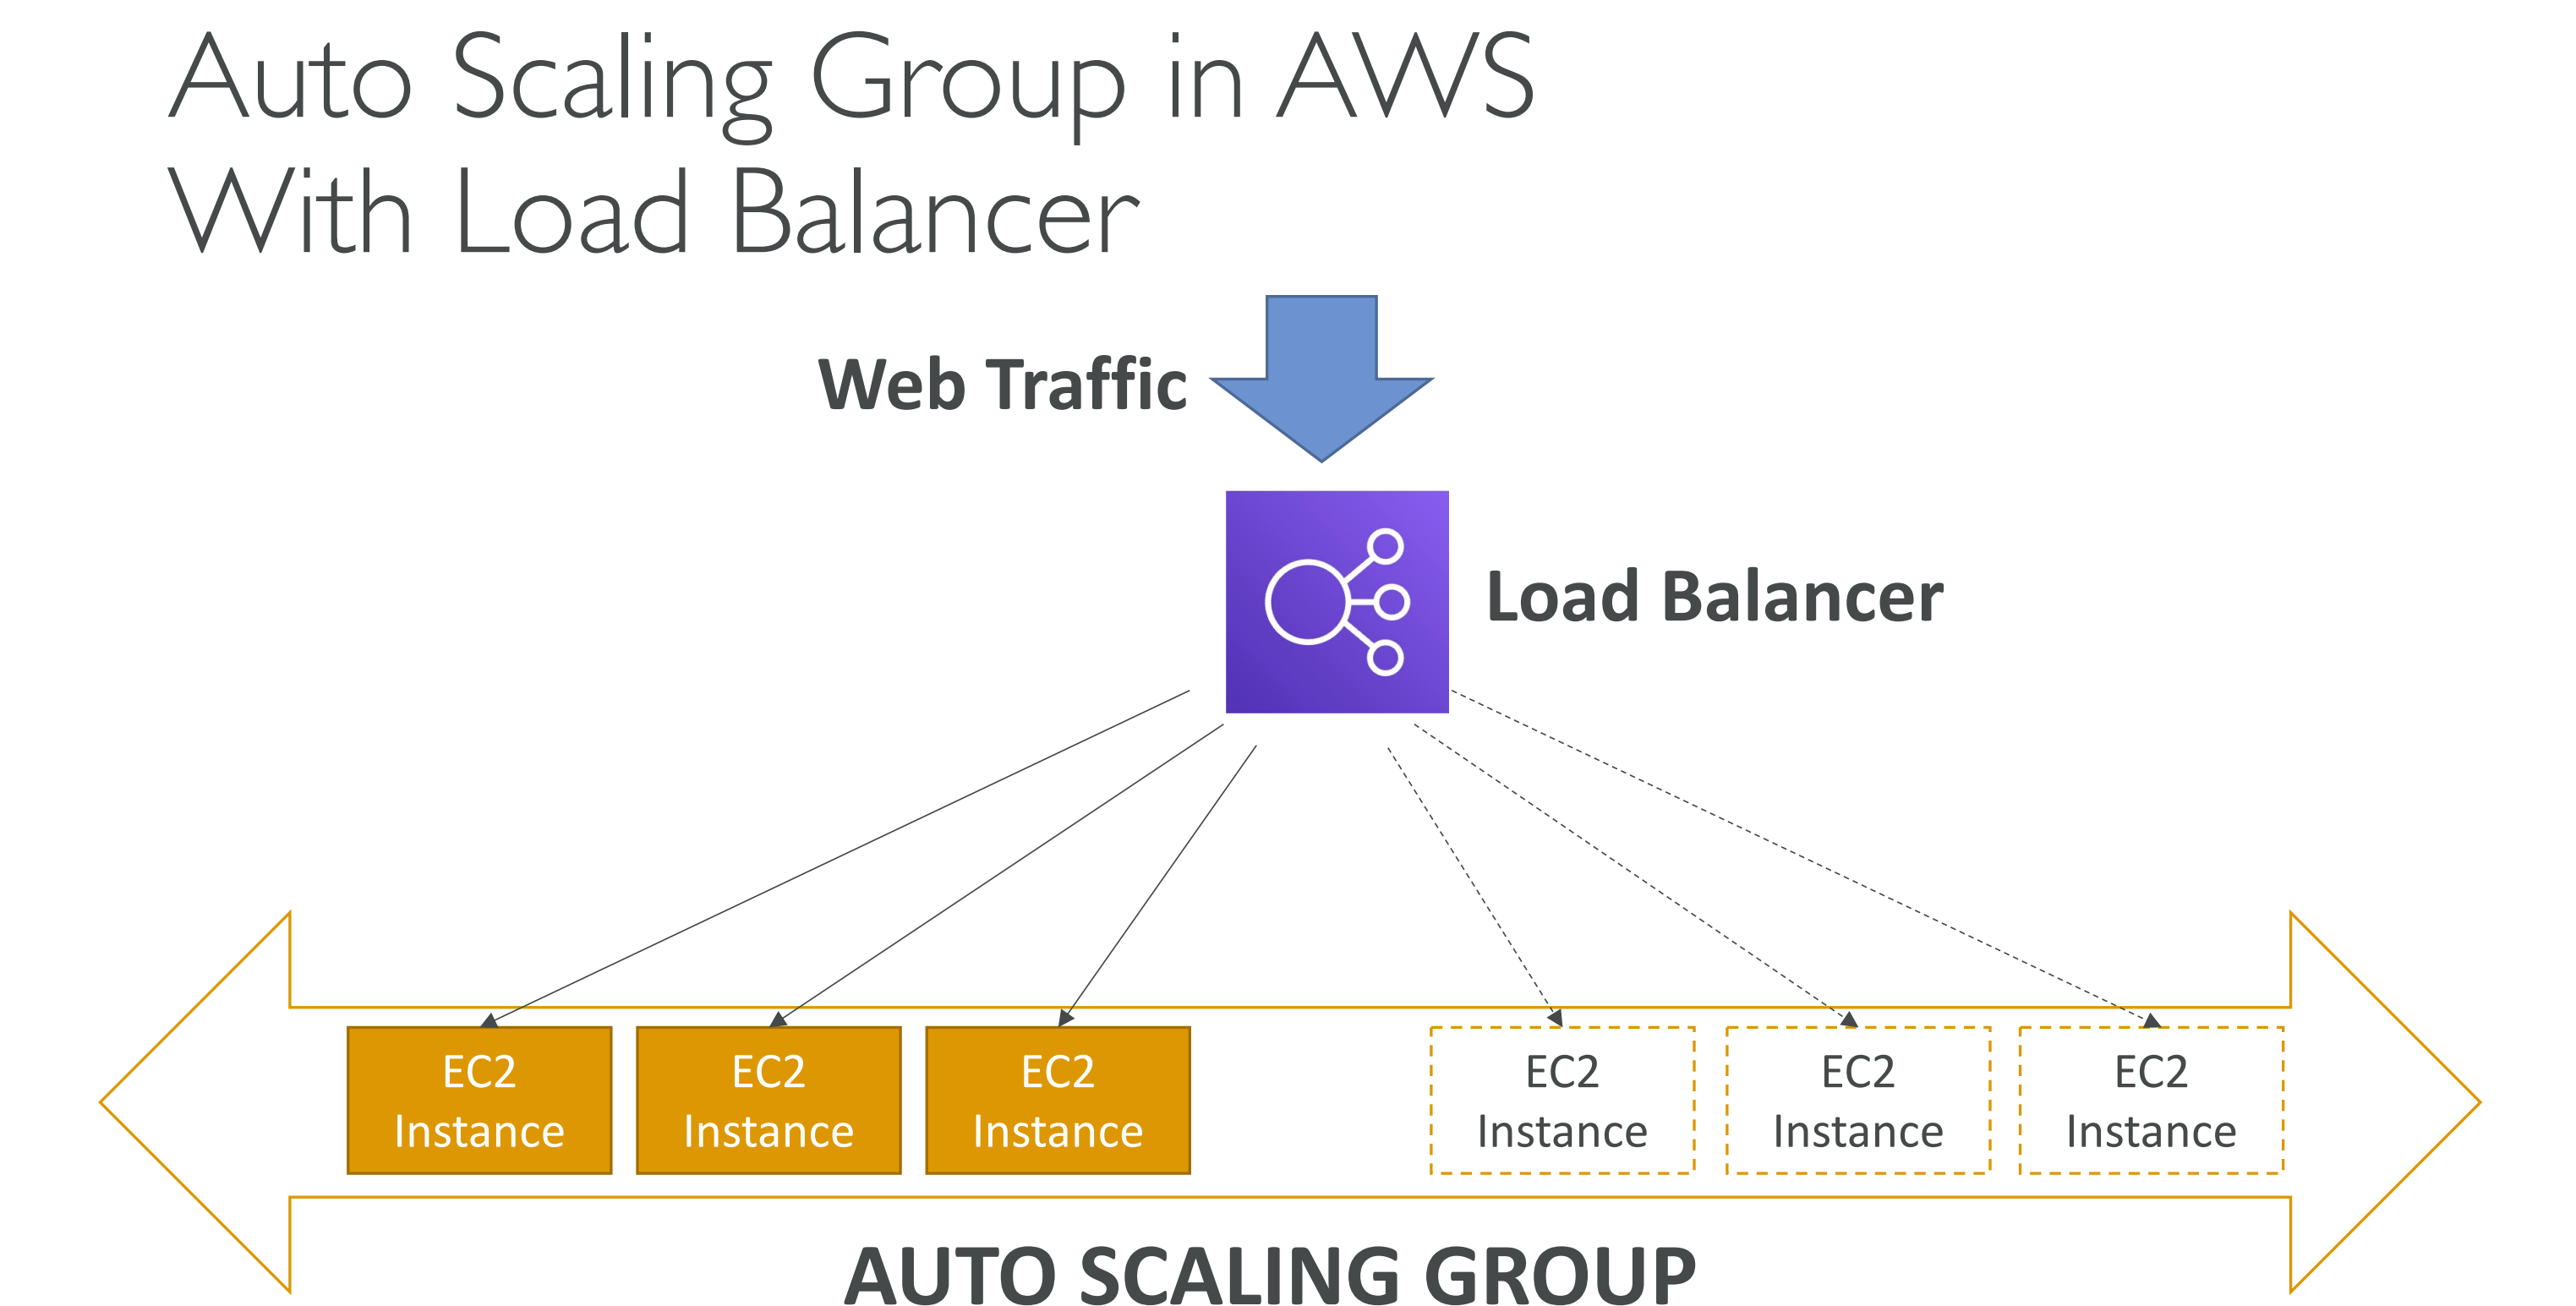 Auto Scaling Group in AWS
With Load Balancer
Web Traffic
Load Balancer
EC2
Instance
EC2
Instance
EC2
Instance
EC2
Instance
EC2
Instance
EC2
Instance
AUTO SCALING GROUP